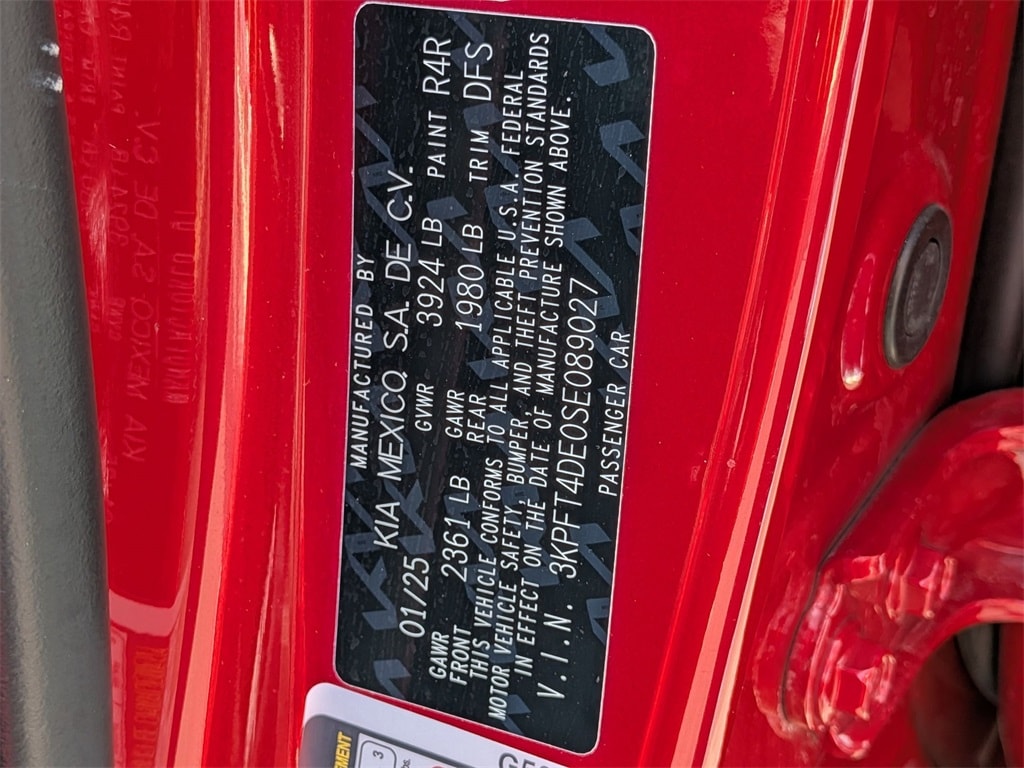 MANUFACTURED BY
01/25 KIA MEXICO, S.A. DE C.V.
GAWR FRONT 2361 LB GVWR 3924 LB PAINT R4R
GAWR REAR 1980 LB TRIM DFS
THIS VEHICLE CONFORMS TO ALL APPLICABLE U.S.A. FEDERAL
MOTOR VEHICLE SAFETY, BUMPER, AND THEFT PREVENTION STANDARDS
IN EFFECT ON THE DATE OF MANUFACTURE SHOWN ABOVE.
V.I.N. 3KPFT4DE0SE089027
PASSENGER CAR
3